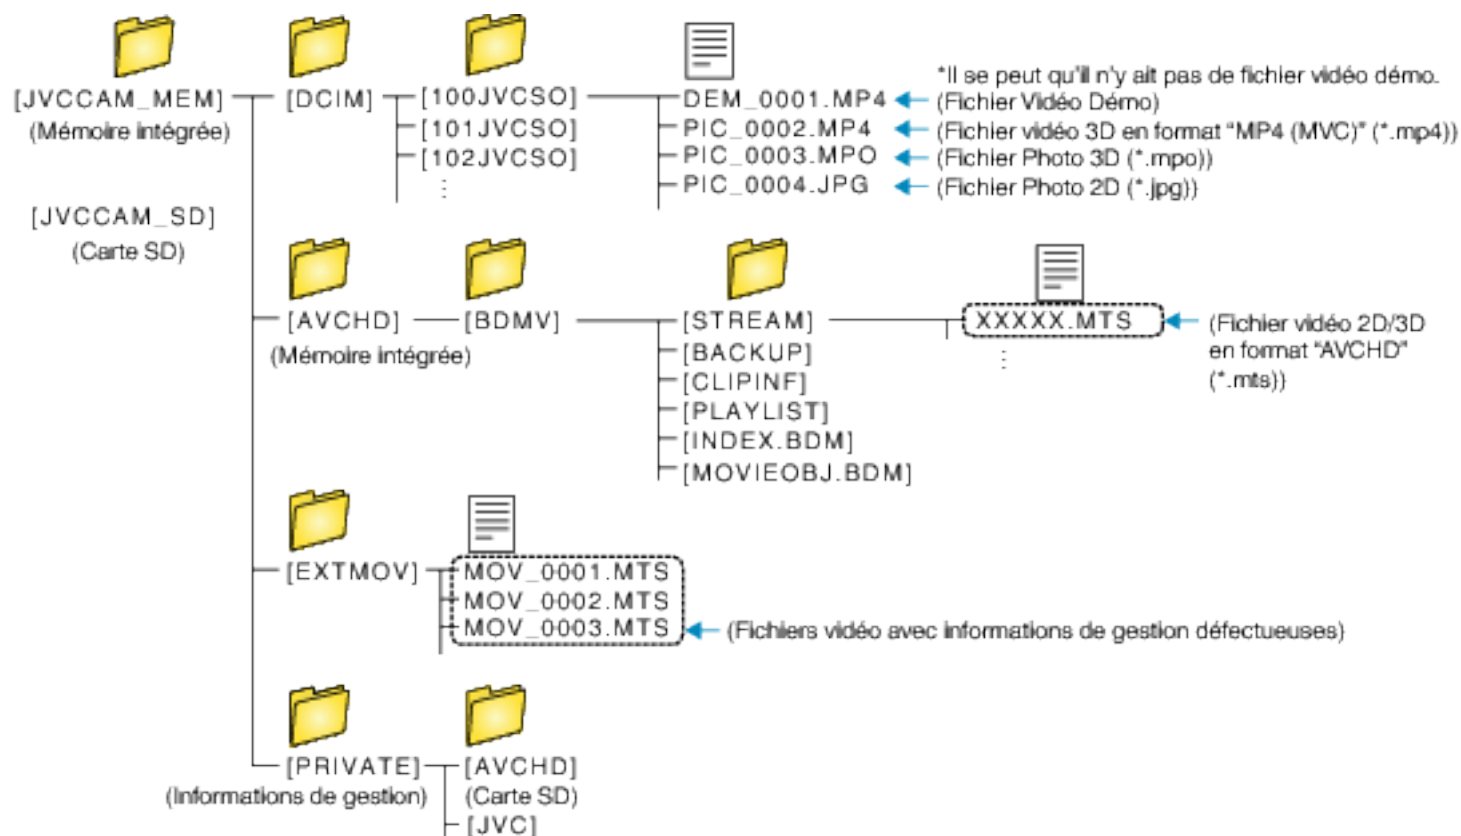 *Il se peut qu'il n'y ait pas de fichier vidéo démo.
[JVCCAM_MEM] [DCIM] [100JVCSO] DEM_0001.MP4 (Fichier Vidéo Démo)
(Mémoire intégrée) [101JVCSO] PIC_0002.MP4 (Fichier vidéo 3D en format “MP4 (MVC)” (*.mp4))
[102JVCSO] PIC_0003.MPO (Fichier Photo 3D (*.mpo))
PIC_0004.JPG (Fichier Photo 2D (*.jpg))
[JVCCAM_SD]
(Carte SD)
[AVCHD] [BDMV] [STREAM] XXXXX.MTS (Fichier vidéo 2D/3D
(Mémoire intégrée) [BACKUP] en format “AVCHD”
[CLIPINF] (*.mts))
[PLAYLIST]
[INDEX.BDM]
[MOVIEOBJ.BDM]
[EXTMOV] MOV_0001.MTS
MOV_0002.MTS
MOV_0003.MTS (Fichiers vidéo avec informations de gestion défectueuses)
[PRIVATE] [AVCHD]
(Informations de gestion) (Carte SD)
[JVC]